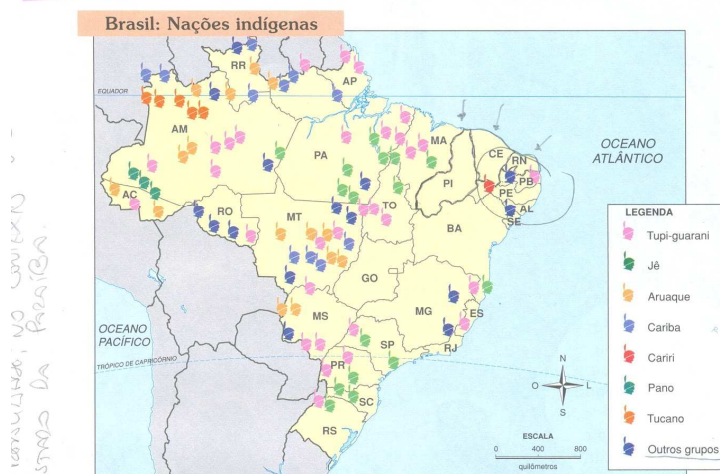 Brasil: Nações indígenas
RR
AP
EQUADOR
AM
PA
MA
CE
RN
PB
PI
PE
AL
SE
AC
RO
TO
MT
BA
GO
MG
ES
MS
SP
RJ
PR
SC
RS
OCEANO
ATLÂNTICO
OCEANO
PACÍFICO
TRÓPICO DE CAPRICÓRNIO
LEGENDA
Tupi-guarani
Jê
Aruaque
Cariba
Cariri
Pano
Tucano
Outros grupos
N
O
L
S
ESCALA
0 400 800
quilômetros
DA PARAÍBA.